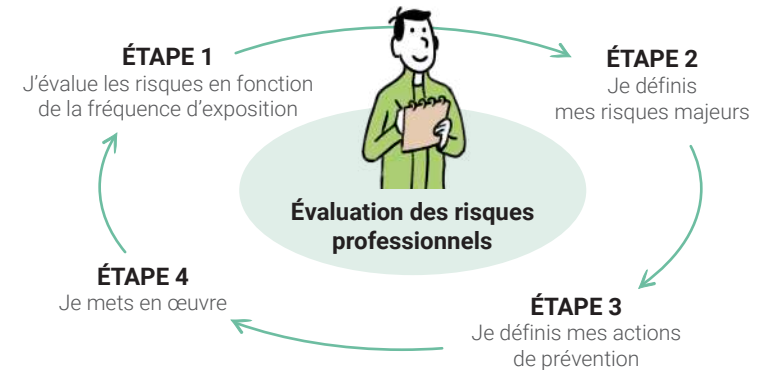 ÉTAPE 1
J’évalue les risques en fonction
de la fréquence d’exposition
ÉTAPE 2
Je définis
mes risques majeurs
Évaluation des risques
professionnels
ÉTAPE 3
Je définis mes actions
de prévention
ÉTAPE 4
Je mets en œuvre